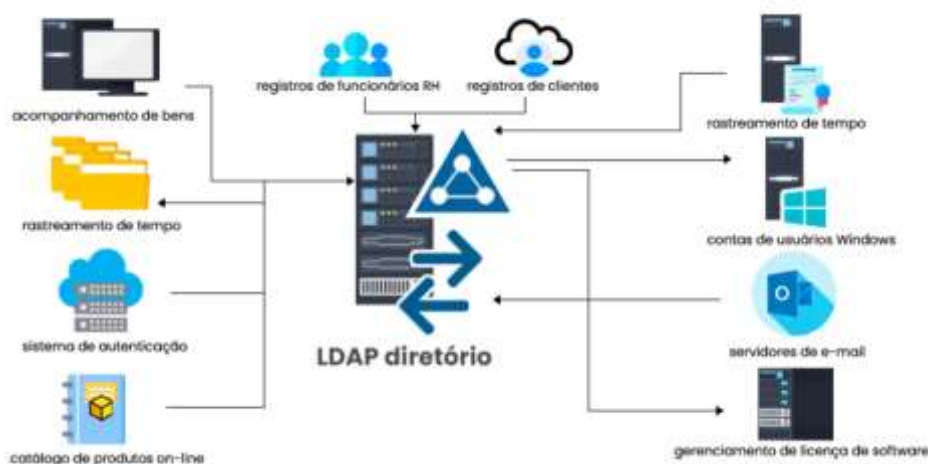 registros de funcionários RH
registros de clientes
acompanhamento de bens
rastreamento de tempo
rastreamento de tempo
contas de usuários Windows
sistema de autenticação
LDAP diretório
servidores de e-mail
catálogo de produtos on-line
gerenciamento de licença de software